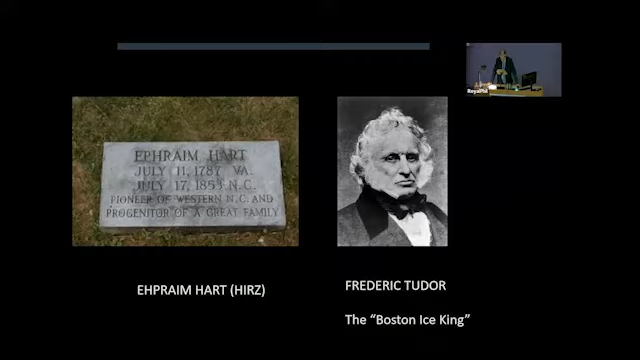 RoyalPhil
EPHRAIM HART
JULY 11, 1787 VA.
JULY 17, 1853 N.C.
PIONEER OF WESTERN N.C. AND
PROGENITOR OF A GREAT FAMILY
EHPRAIM HART (HIRZ)
FREDERIC TUDOR
The “Boston Ice King”